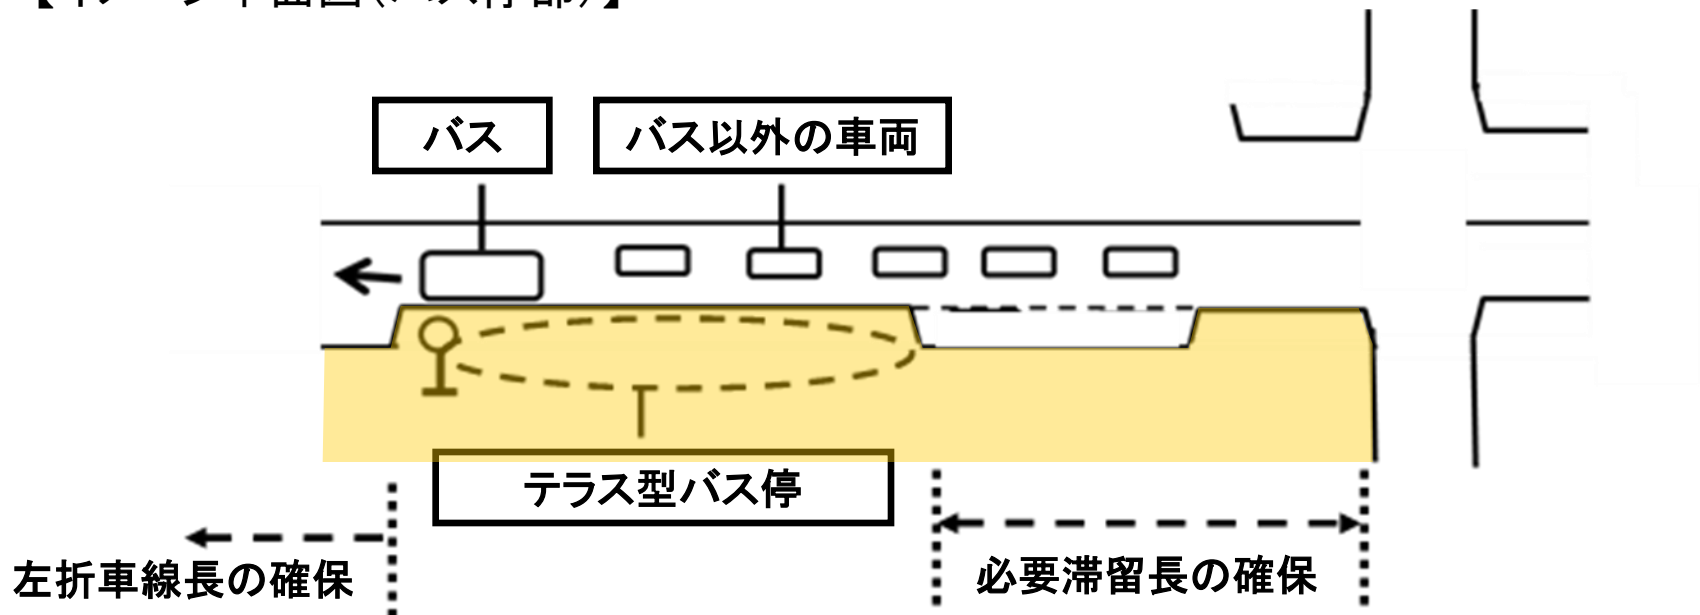 バス
バス以外の車両
テラス型バス停
左折車線長の確保
必要滞留長の確保